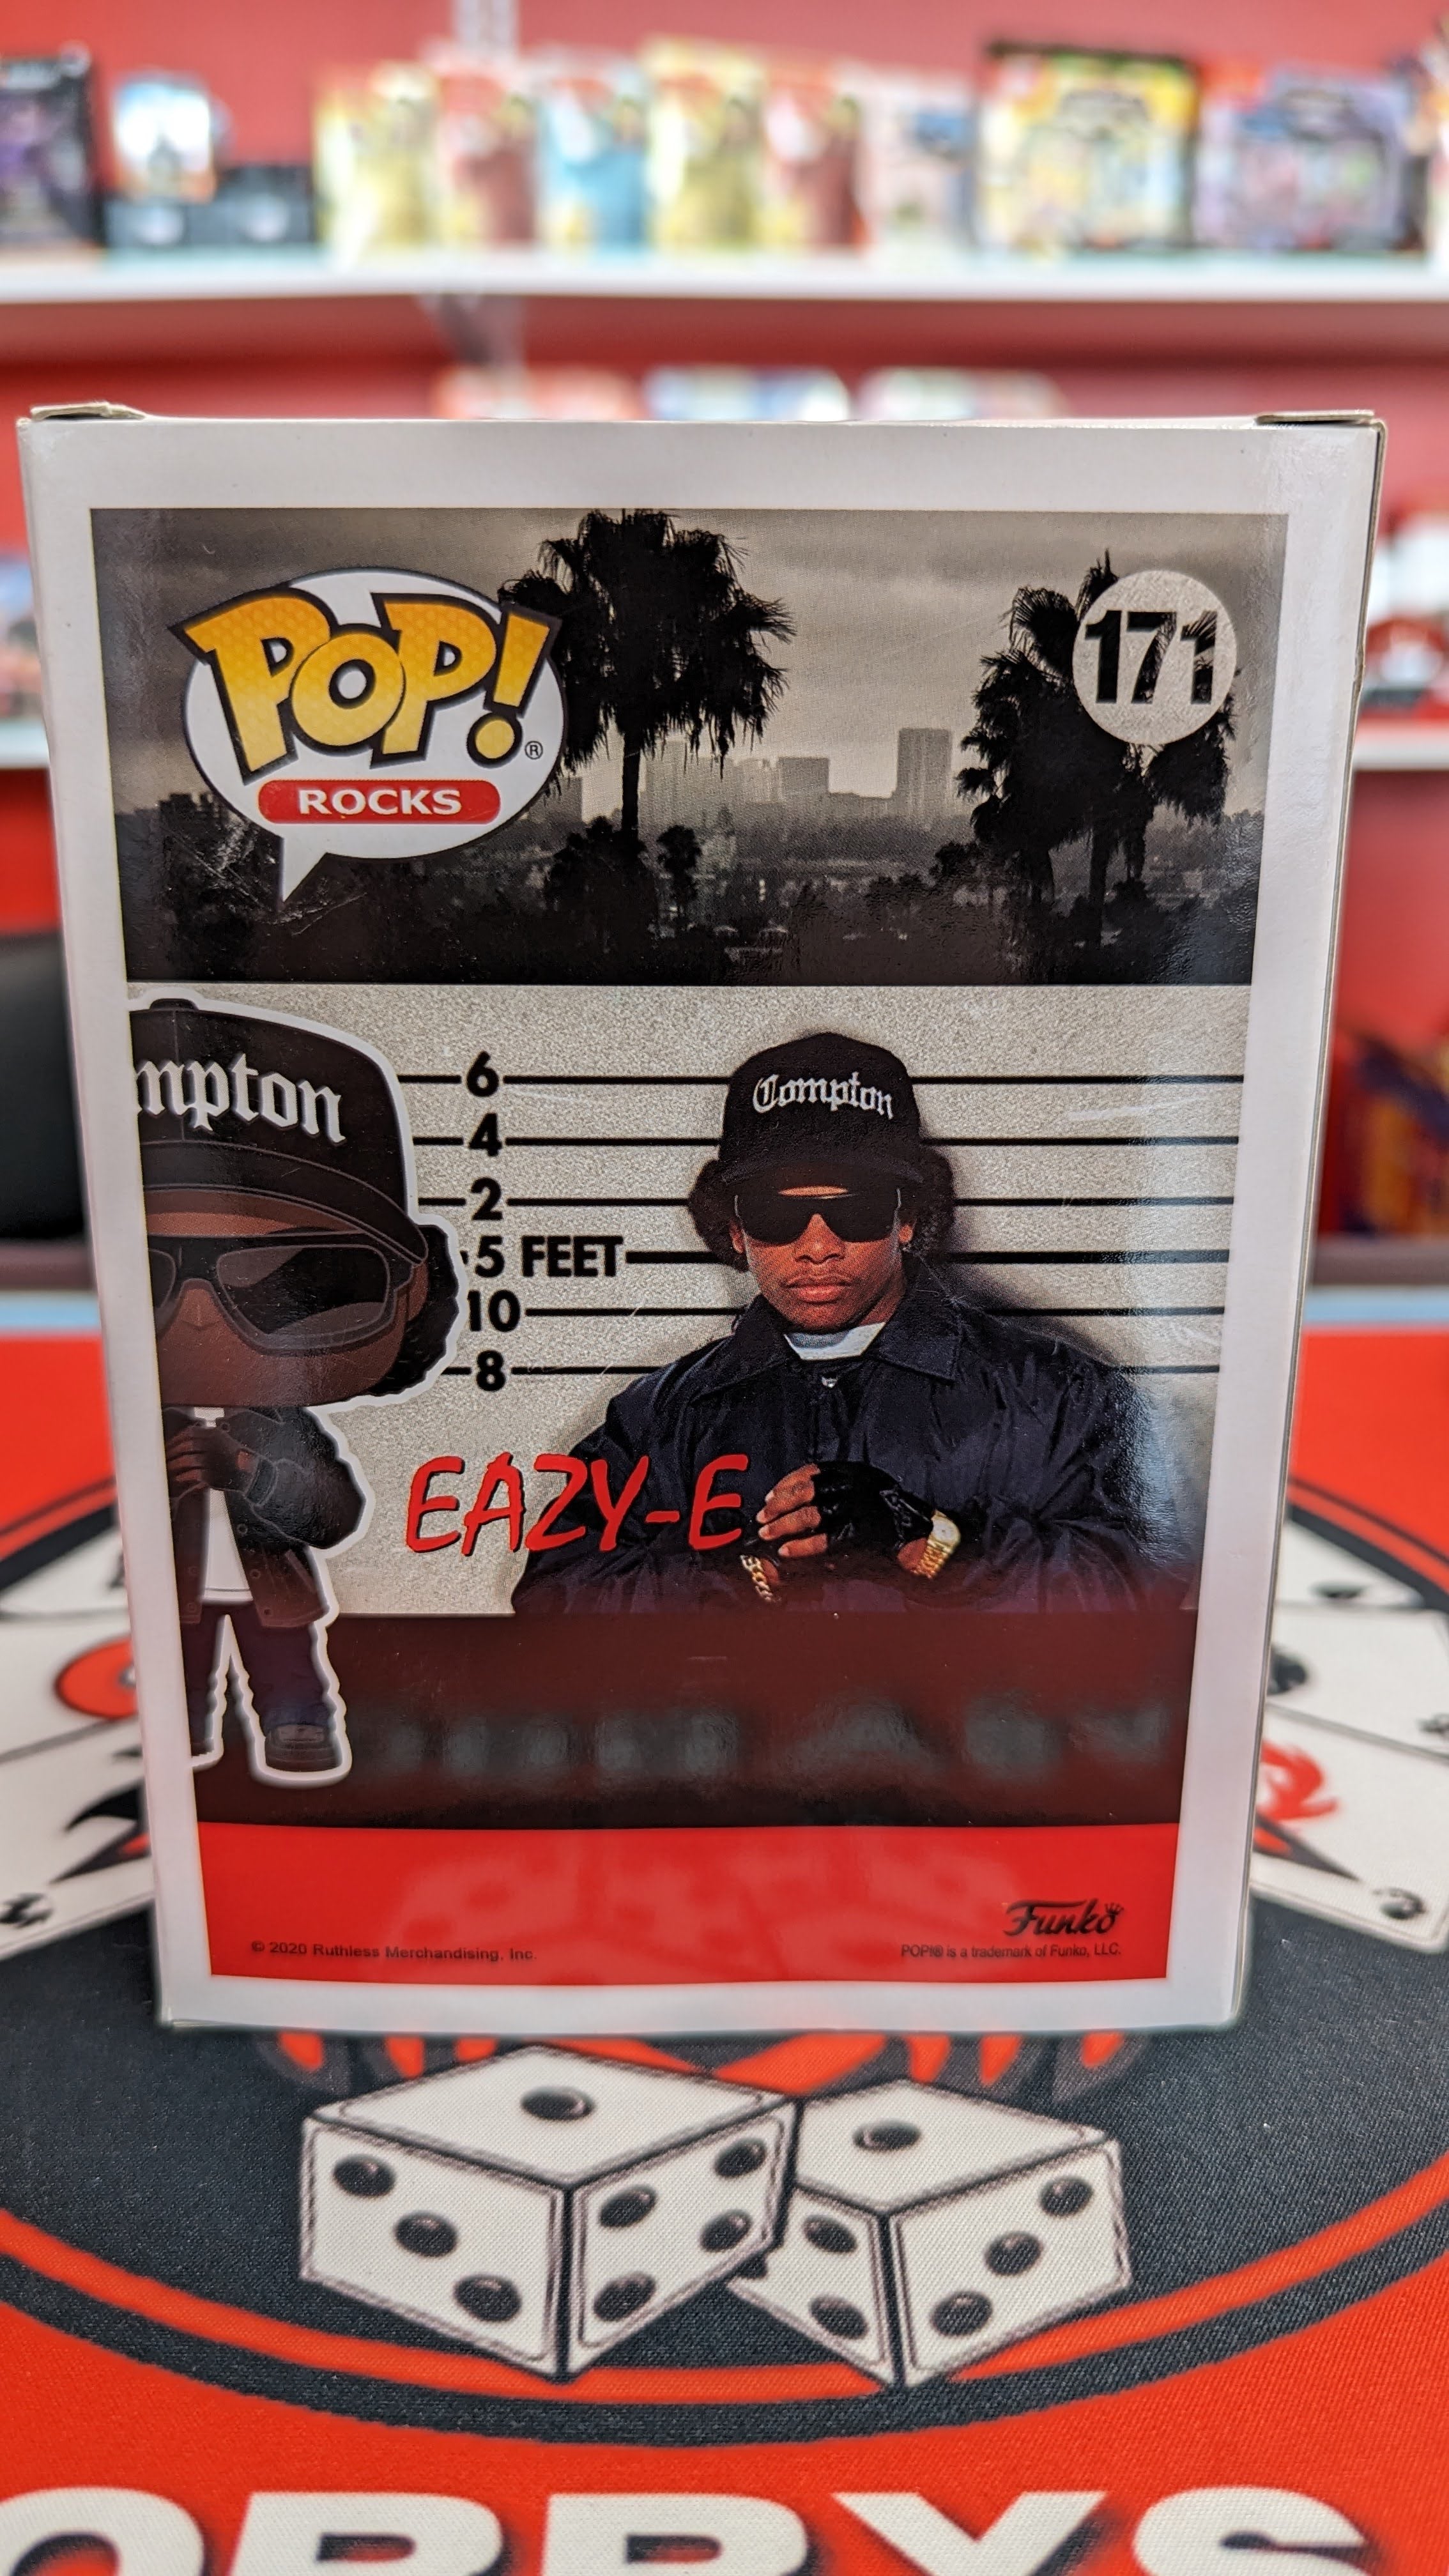 POP!®
ROCKS
171
mpton
Compton
6
4
2
5 FEET
10
8
EAZY-E
Funko
© 2020 Ruthless Merchandising, Inc.
POP!® is a trademark of Funko, LLC.
OBBYS